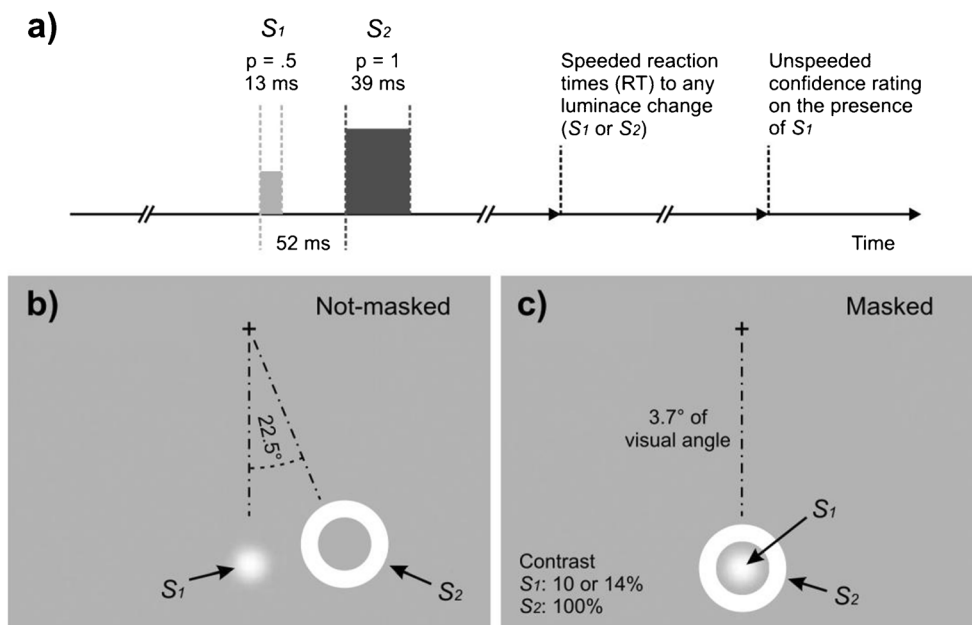 a)
S1
S2
p = .5
p = 1
13 ms
39 ms
Speeded reaction
times (RT) to any
luminace change
(S1 or S2)
Unspeeded
confidence rating
on the presence
of S1
52 ms
Time
b)
Not-masked
22.5°
S1
S2
c)
Masked
3.7° of
visual angle
S1
Contrast
S1: 10 or 14%
S2: 100%
S2